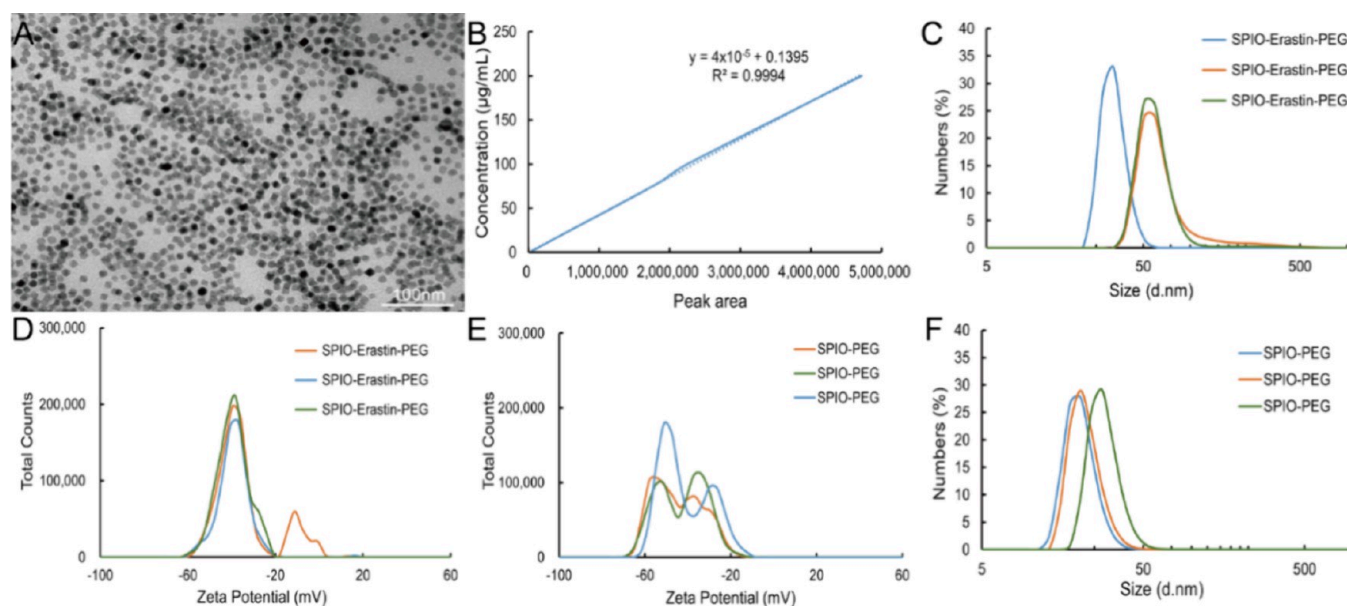 A
100nm
B
Concentration (µg/mL)
250
200
150
100
50
0
y = 4x10⁻⁵ + 0.1395
R² = 0.9994
0
1,000,000
2,000,000
3,000,000
4,000,000
5,000,000
Peak area
C
Numbers (%)
40
35
30
25
20
15
10
5
0
SPIO-Erastin-PEG
SPIO-Erastin-PEG
SPIO-Erastin-PEG
5
50
500
Size (d.nm)
D
Total Counts
300,000
200,000
100,000
0
SPIO-Erastin-PEG
SPIO-Erastin-PEG
SPIO-Erastin-PEG
-100
-60
-20
20
60
Zeta Potential (mV)
E
Total Counts
300,000
200,000
100,000
0
SPIO-PEG
SPIO-PEG
SPIO-PEG
-100
-60
-20
20
60
Zeta Potential (mV)
F
Numbers (%)
40
35
30
25
20
15
10
5
0
SPIO-PEG
SPIO-PEG
SPIO-PEG
5
50
500
Size (d.nm)